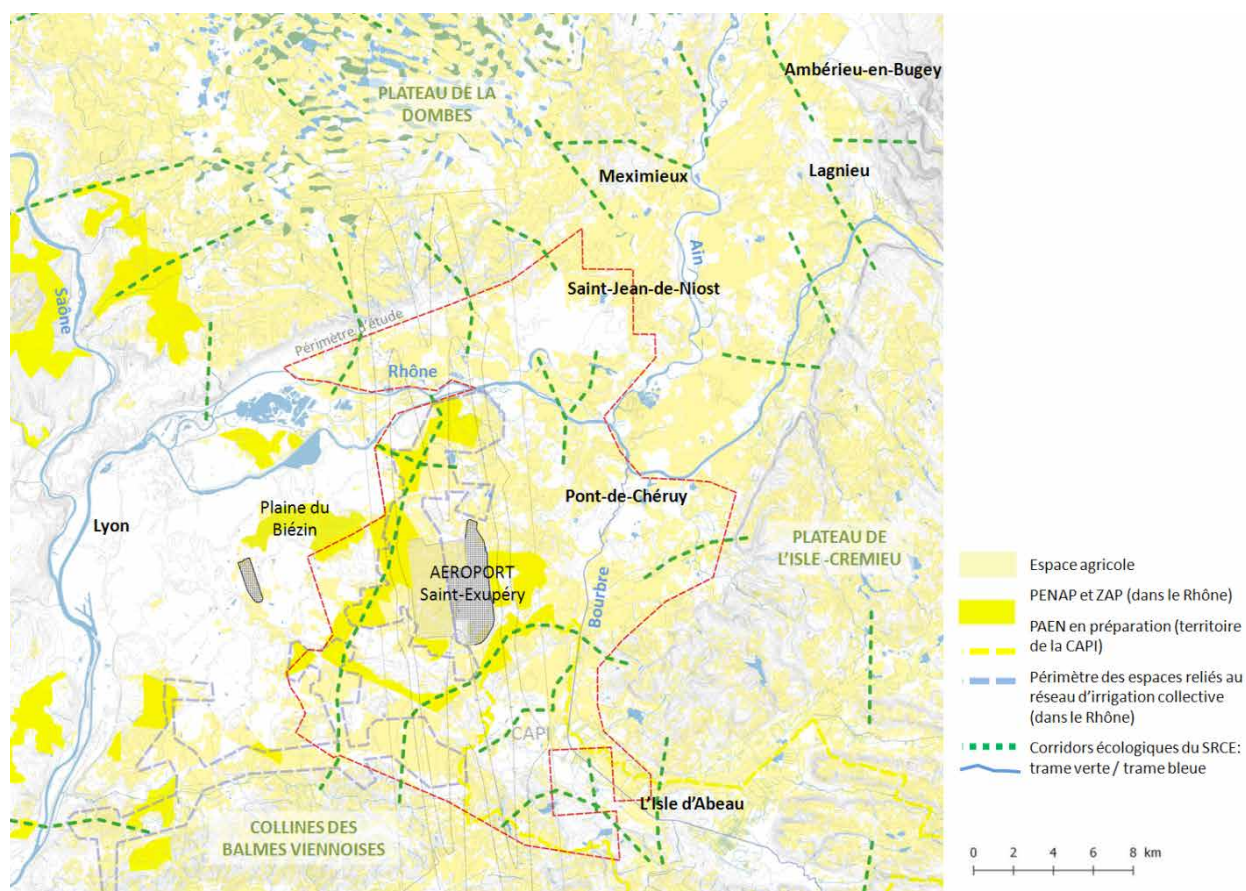 Ambérieu-en-Bugey
PLATEAU DE LA
DOMBES
Meximieux
Lagnieu
Ain
Saône
Saint-Jean-de-Niost
Périmètre d'étude
Rhône
Pont-de-Chéruy
Lyon
Plaine du
Biézin
PLATEAU DE
L'ISLE -CREMIEU
AEROPORT
Saint-Exupéry
Bourbre
CAPI
L'Isle d'Abeau
COLLINES DES
BALMES VIENNOISES
Espace agricole
PENAP et ZAP (dans le Rhône)
PAEN en préparation (territoire
de la CAPI)
Périmètre des espaces reliés au
réseau d'irrigation collective
(dans le Rhône)
Corridors écologiques du SRCE:
trame verte / trame bleue
0 2 4 6 8 km